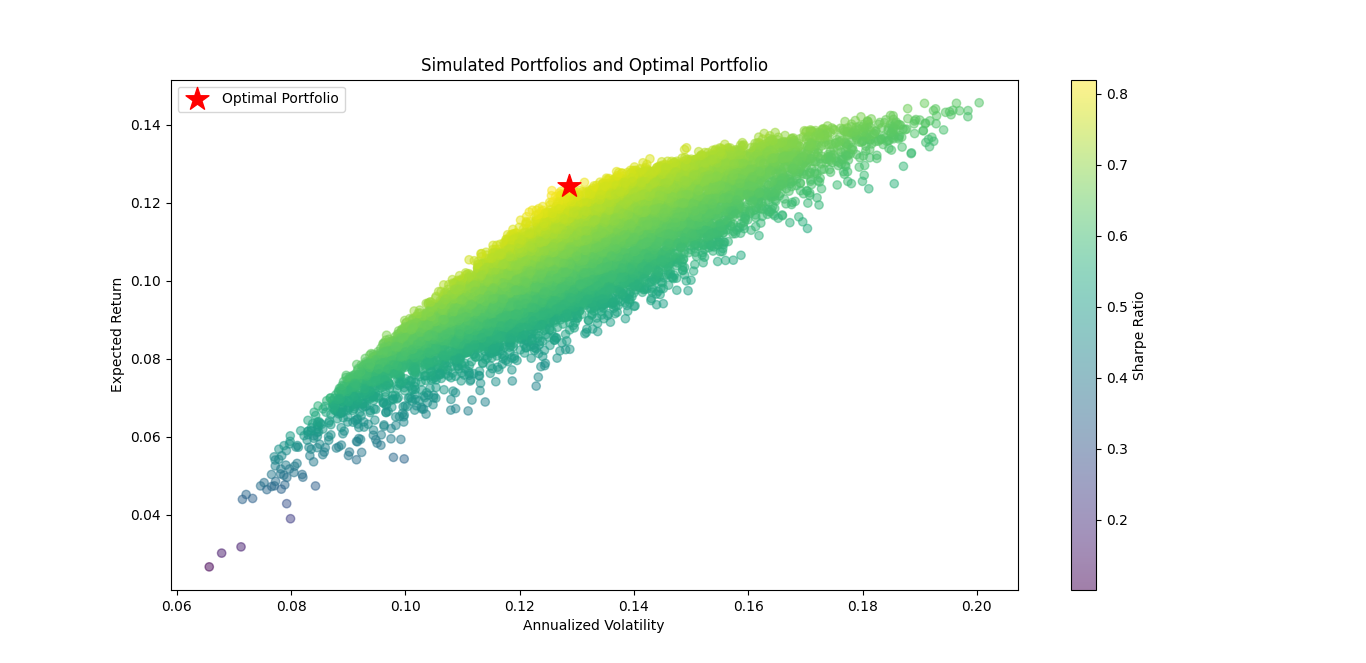 Simulated Portfolios and Optimal Portfolio
Optimal Portfolio
0.14
0.12
0.10
0.08
0.06
0.04
Expected Return
0.06 0.08 0.10 0.12 0.14 0.16 0.18 0.20
Annualized Volatility
0.8
0.7
0.6
0.5
0.4
0.3
0.2
Sharpe Ratio